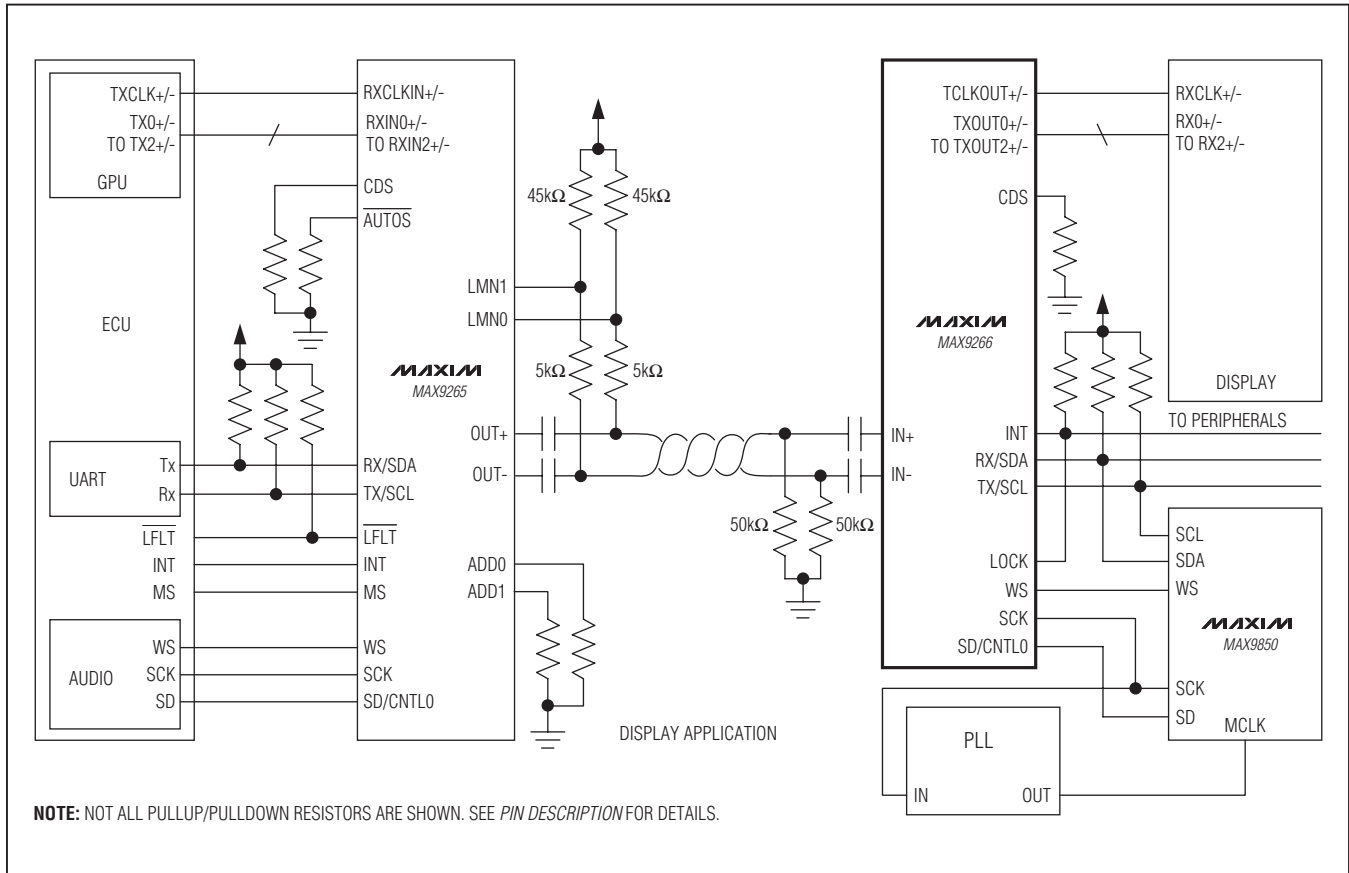 TXCLK+/-
TX0+/-
TO TX2+/-
GPU
ECU
UART
Tx
Rx
LFLT
INT
MS
AUDIO
WS
SCK
SD
RXCLKIN+/-
RXIN0+/-
TO RXIN2+/-
CDS
AUTOS
LMN1
LMN0
MAXIM
MAX9265
OUT+
OUT-
RX/SDA
TX/SCL
LFLT
INT
MS
ADD0
ADD1
WS
SCK
SD/CNTL0
45kΩ
45kΩ
5kΩ
5kΩ
50kΩ
50kΩ
DISPLAY APPLICATION
TCLKOUT+/-
TXOUT0+/-
TO TXOUT2+/-
CDS
MAXIM
MAX9266
IN+
IN-
INT
RX/SDA
TX/SCL
LOCK
WS
SCK
SD/CNTL0
RXCLK+/-
RX0+/-
TO RX2+/-
DISPLAY
TO PERIPHERALS
SCL
SDA
WS
MAXIM
MAX9850
SCK
SD
MCLK
PLL
IN
OUT
NOTE: NOT ALL PULLUP/PULLDOWN RESISTORS ARE SHOWN. SEE PIN DESCRIPTION FOR DETAILS.